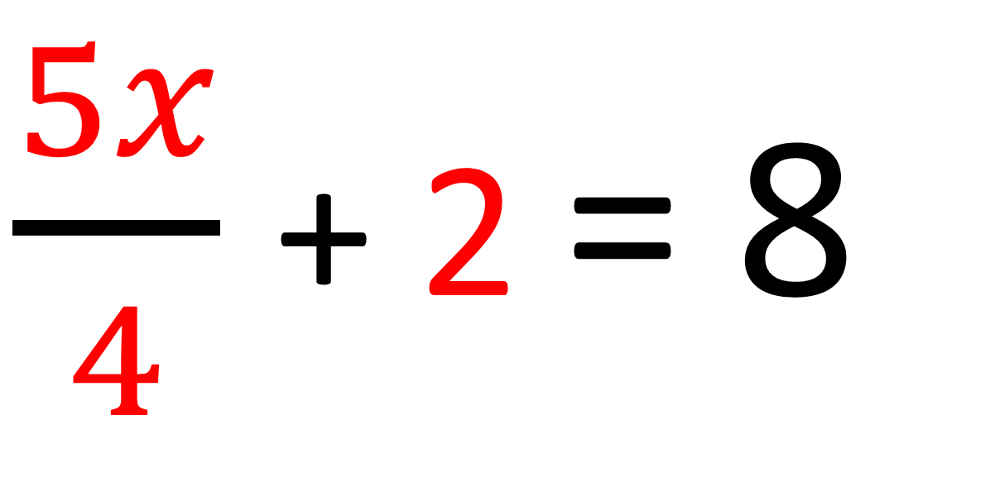 5x/4 + 2 = 8